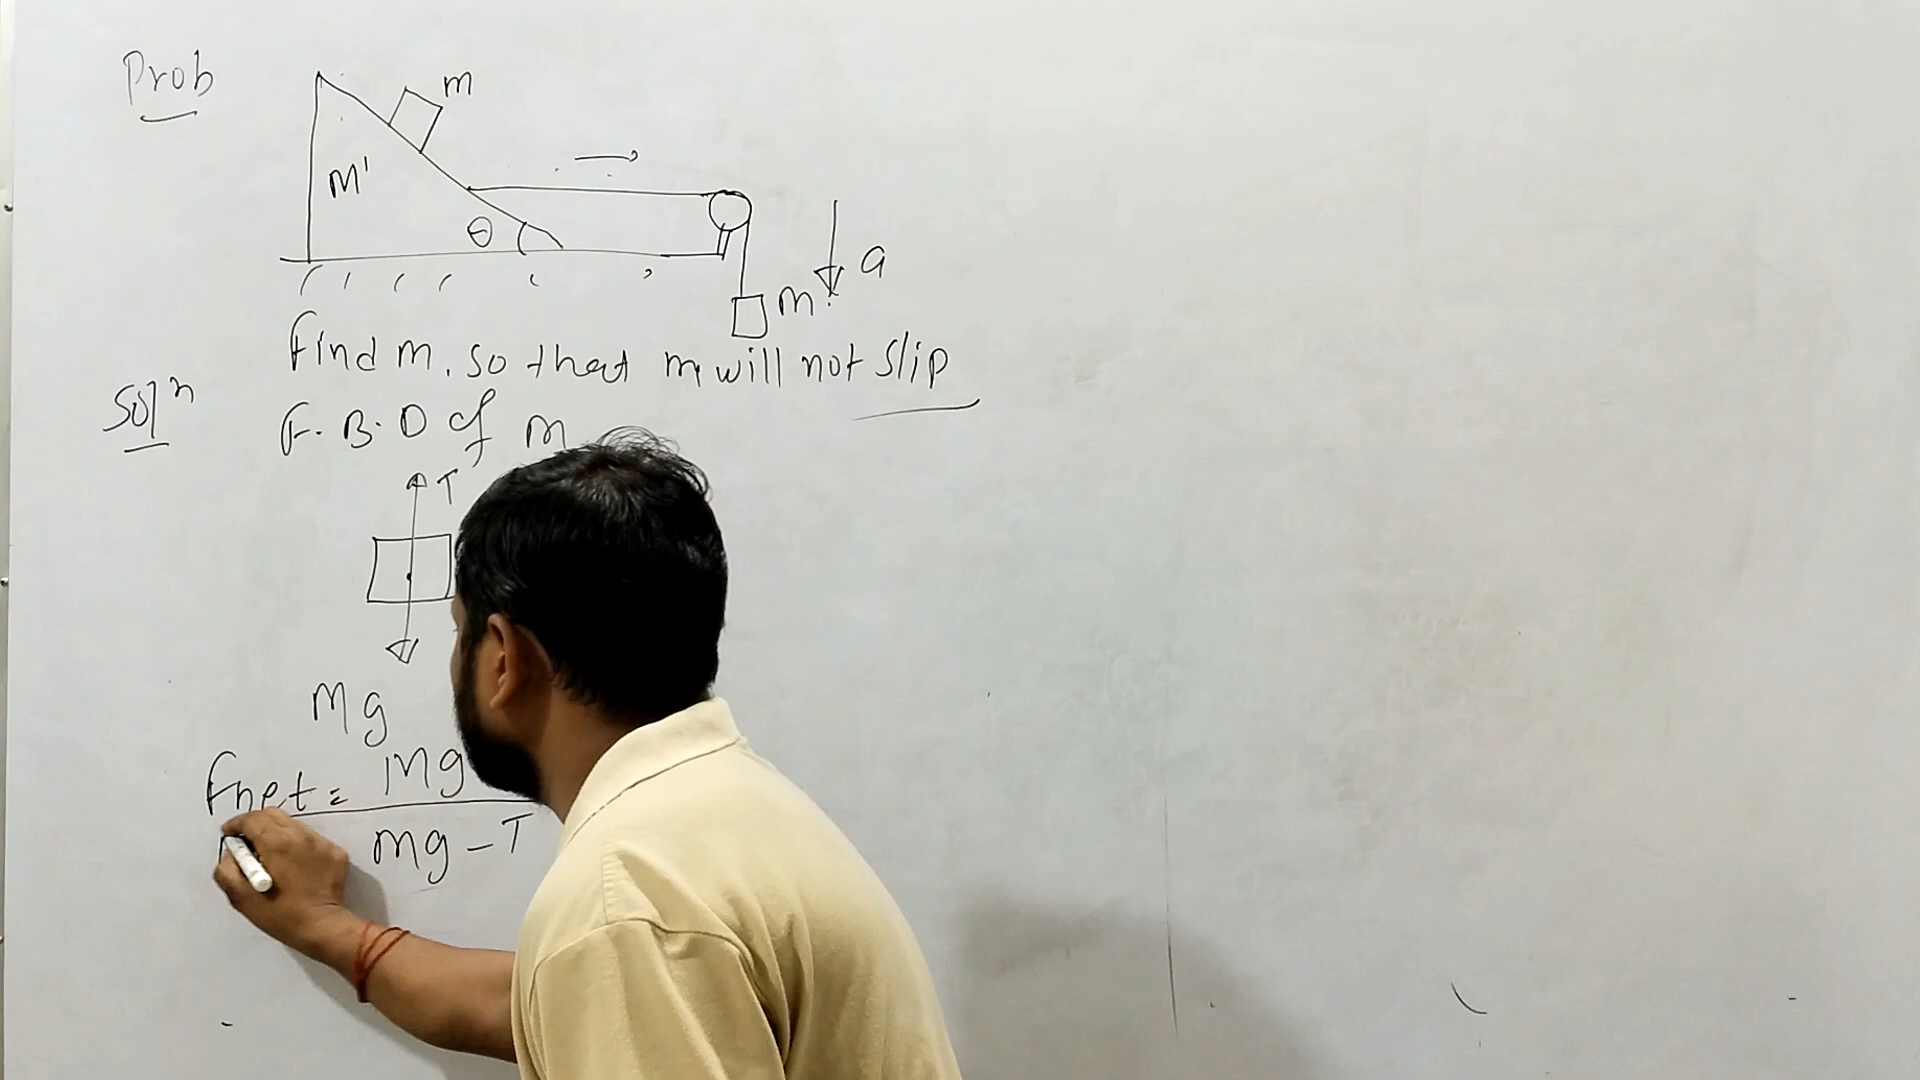 Prob
m
M'
θ
a
m
Find m, so that m will not slip
Solⁿ
F.B.D of m
T
mg
Fnet = mg
mg - T